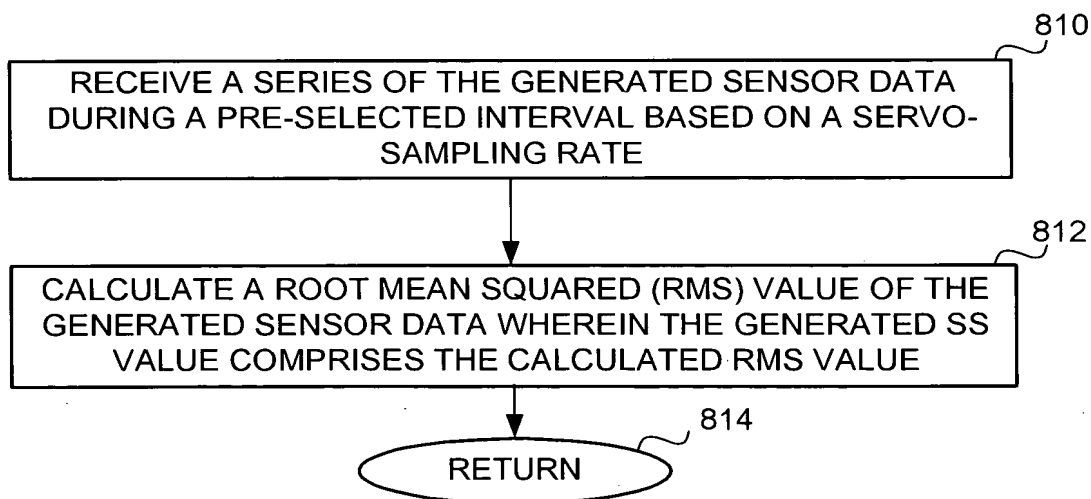 810
RECEIVE A SERIES OF THE GENERATED SENSOR DATA
DURING A PRE-SELECTED INTERVAL BASED ON A SERVO-
SAMPLING RATE
812
CALCULATE A ROOT MEAN SQUARED (RMS) VALUE OF THE
GENERATED SENSOR DATA WHEREIN THE GENERATED SS
VALUE COMPRISES THE CALCULATED RMS VALUE
814
RETURN